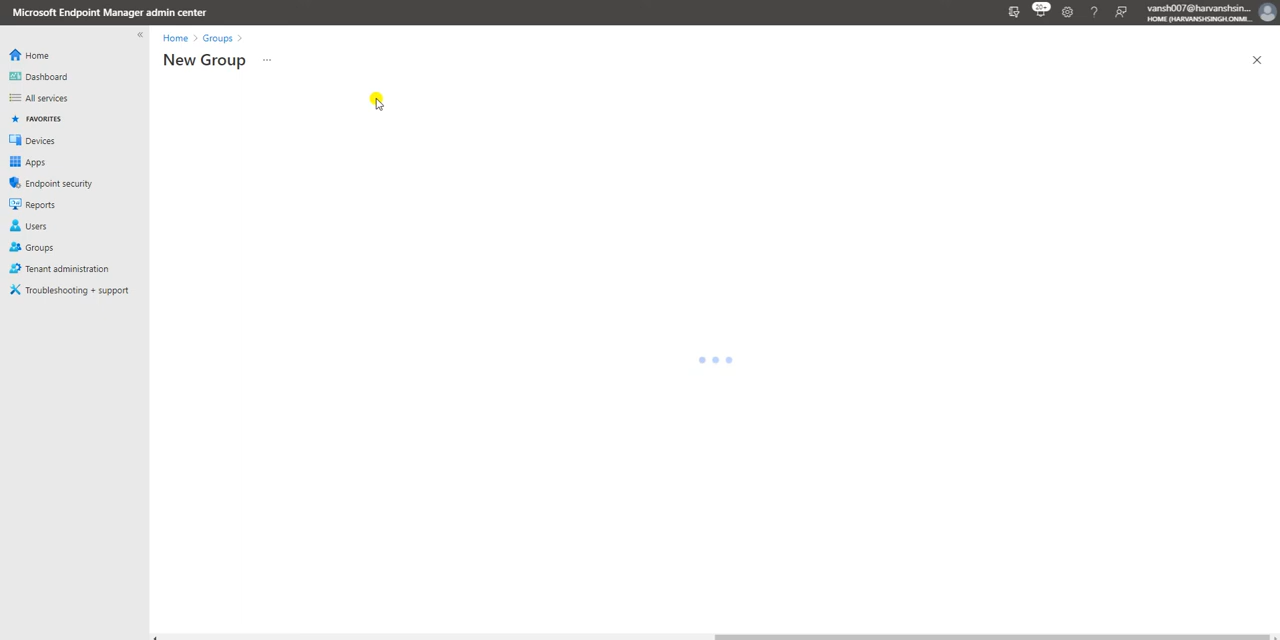 Microsoft Endpoint Manager admin center
20+
vansh007@harvanshsin...
HOME (HARVANSHSINGH.ONMI...
«
Home > Groups >
New Group ...
Home
Dashboard
All services
FAVORITES
Devices
Apps
Endpoint security
Reports
Users
Groups
Tenant administration
Troubleshooting + support